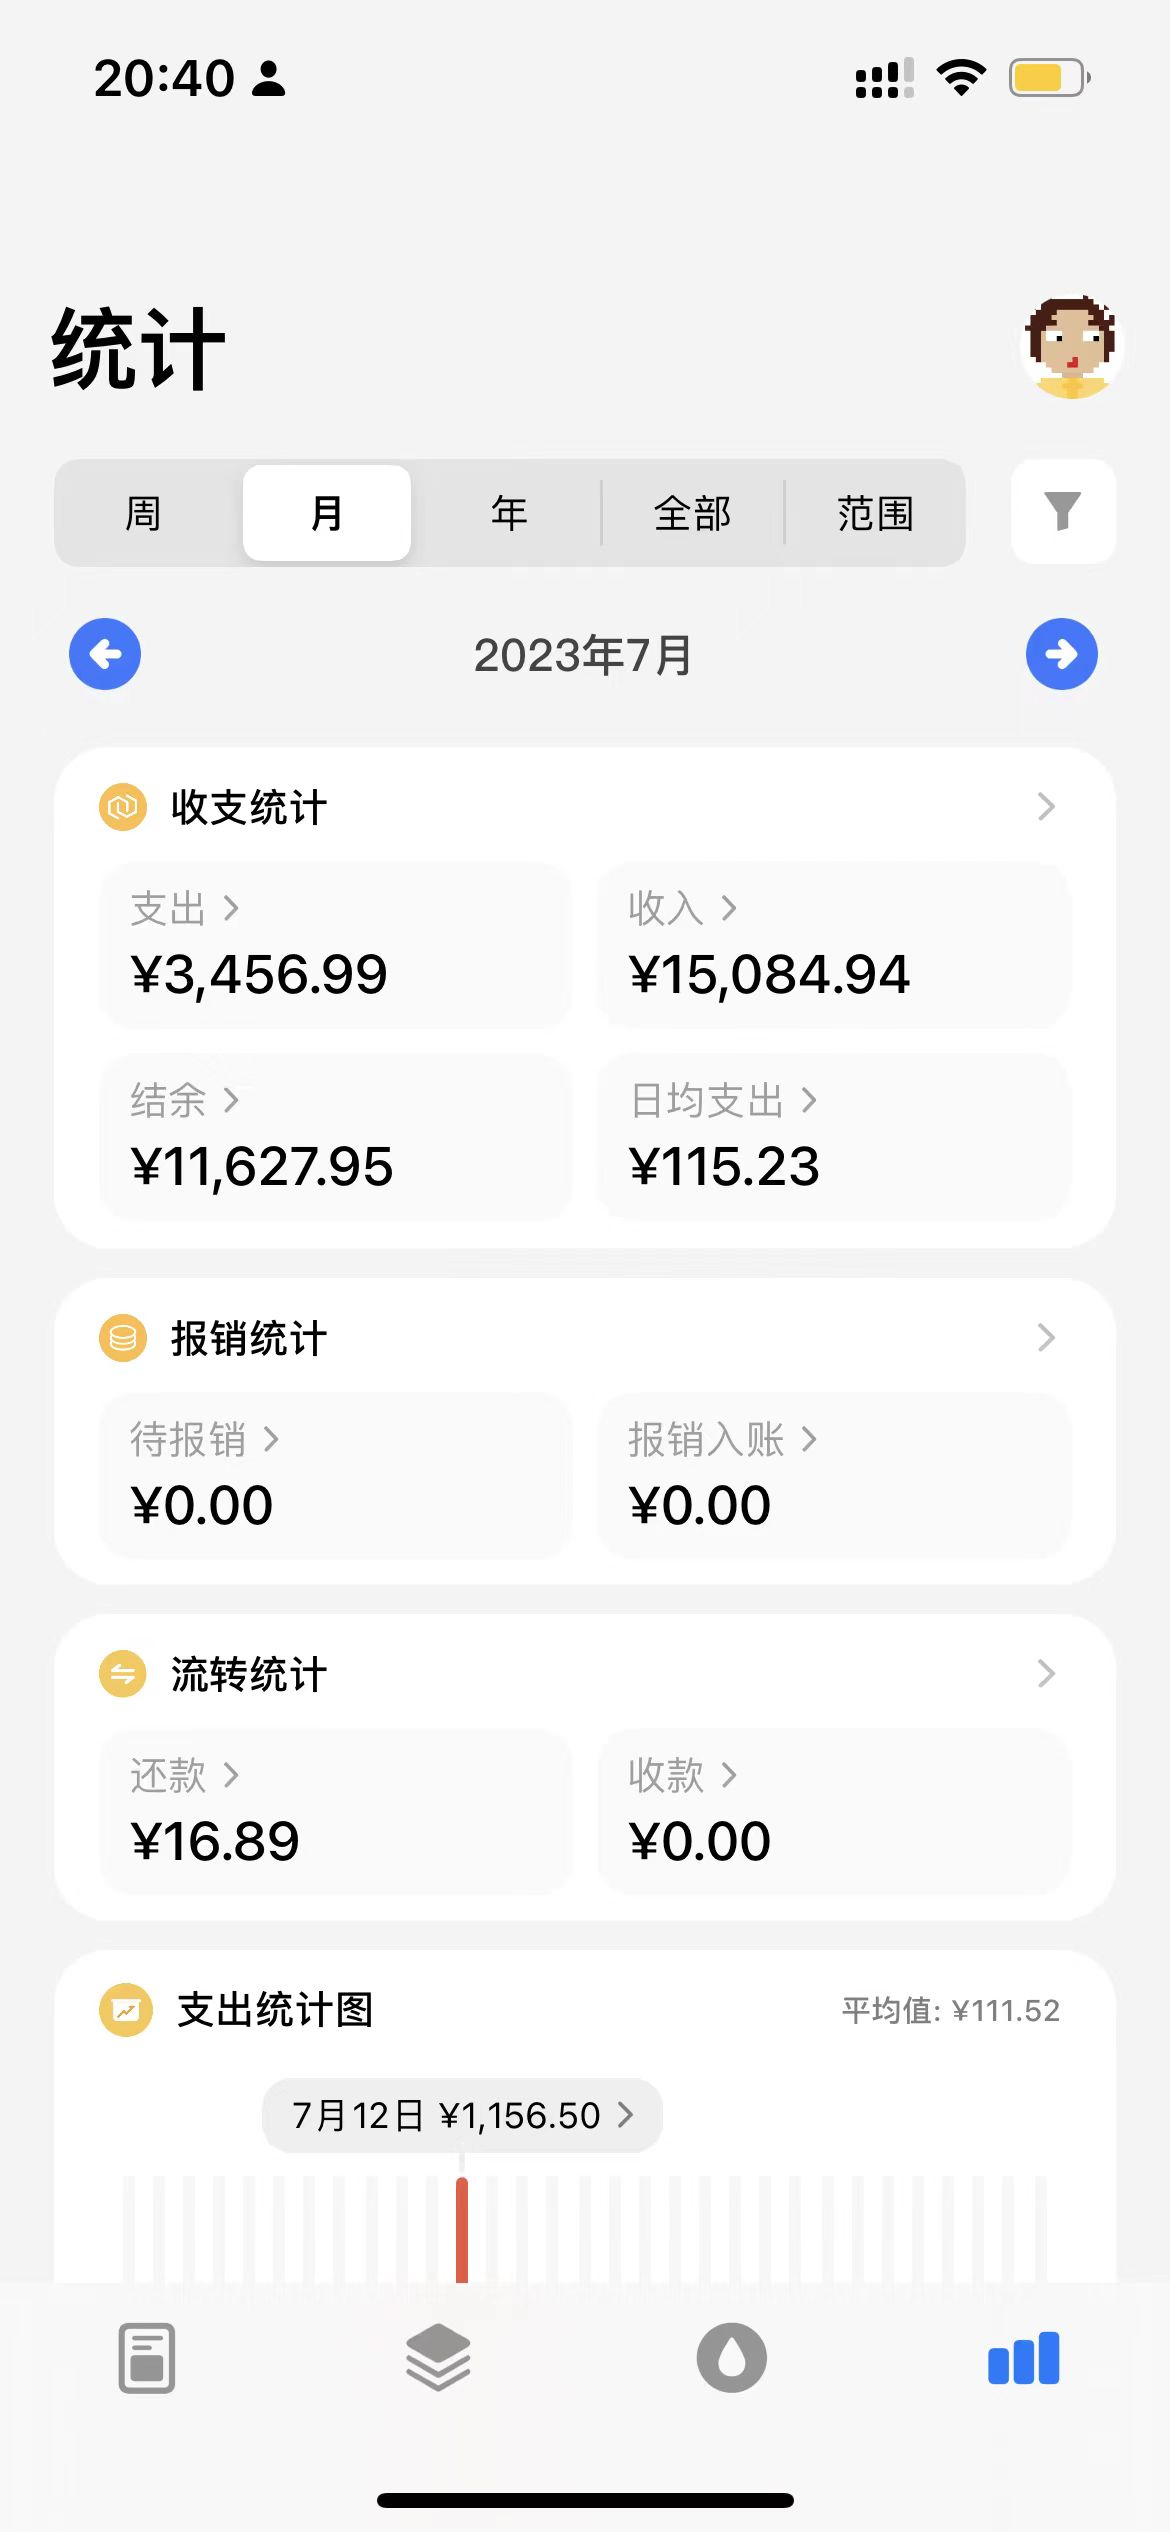 20:40
统计
周 月 年 全部 范围
2023年7月
收支统计
支出 收入
¥3,456.99 ¥15,084.94
结余 日均支出
¥11,627.95 ¥115.23
报销统计
待报销 报销入账
¥0.00 ¥0.00
流转统计
还款 收款
¥16.89 ¥0.00
支出统计图 平均值: ¥111.52
7月12日 ¥1,156.50